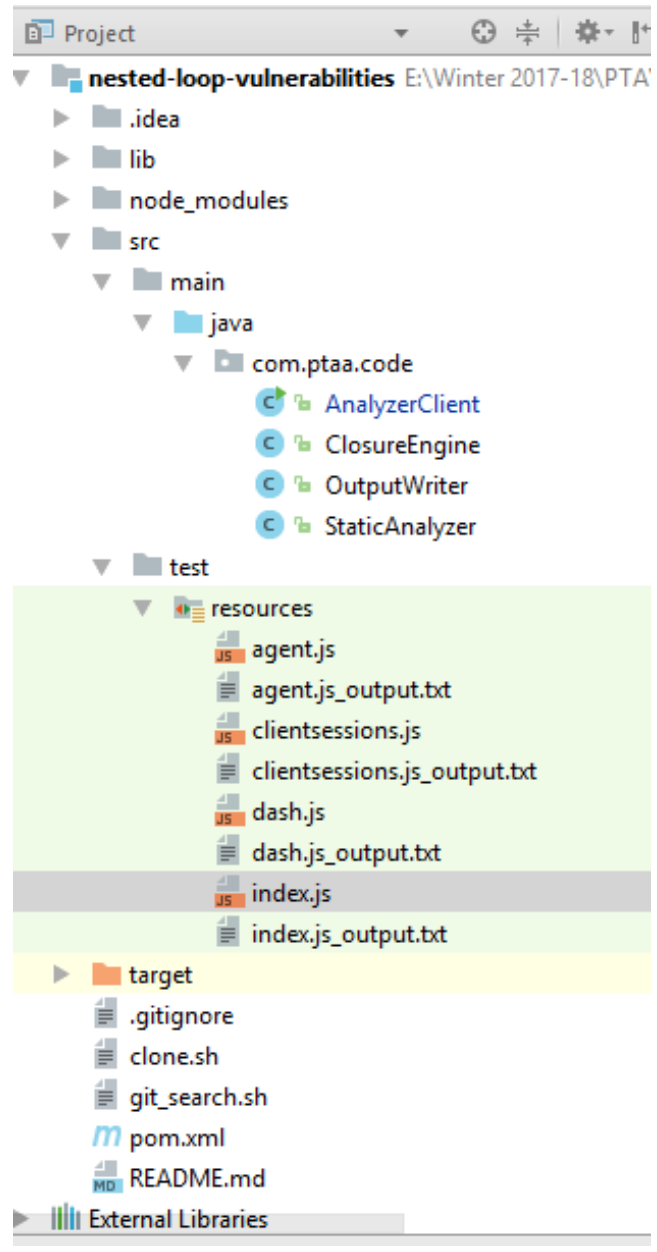 Project
nested-loop-vulnerabilities E:\Winter 2017-18\PTA
.idea
lib
node_modules
src
main
java
com.ptaa.code
AnalyzerClient
ClosureEngine
OutputWriter
StaticAnalyzer
test
resources
agent.js
agent.js_output.txt
clientsessions.js
clientsessions.js_output.txt
dash.js
dash.js_output.txt
index.js
index.js_output.txt
target
.gitignore
clone.sh
git_search.sh
pom.xml
README.md
External Libraries